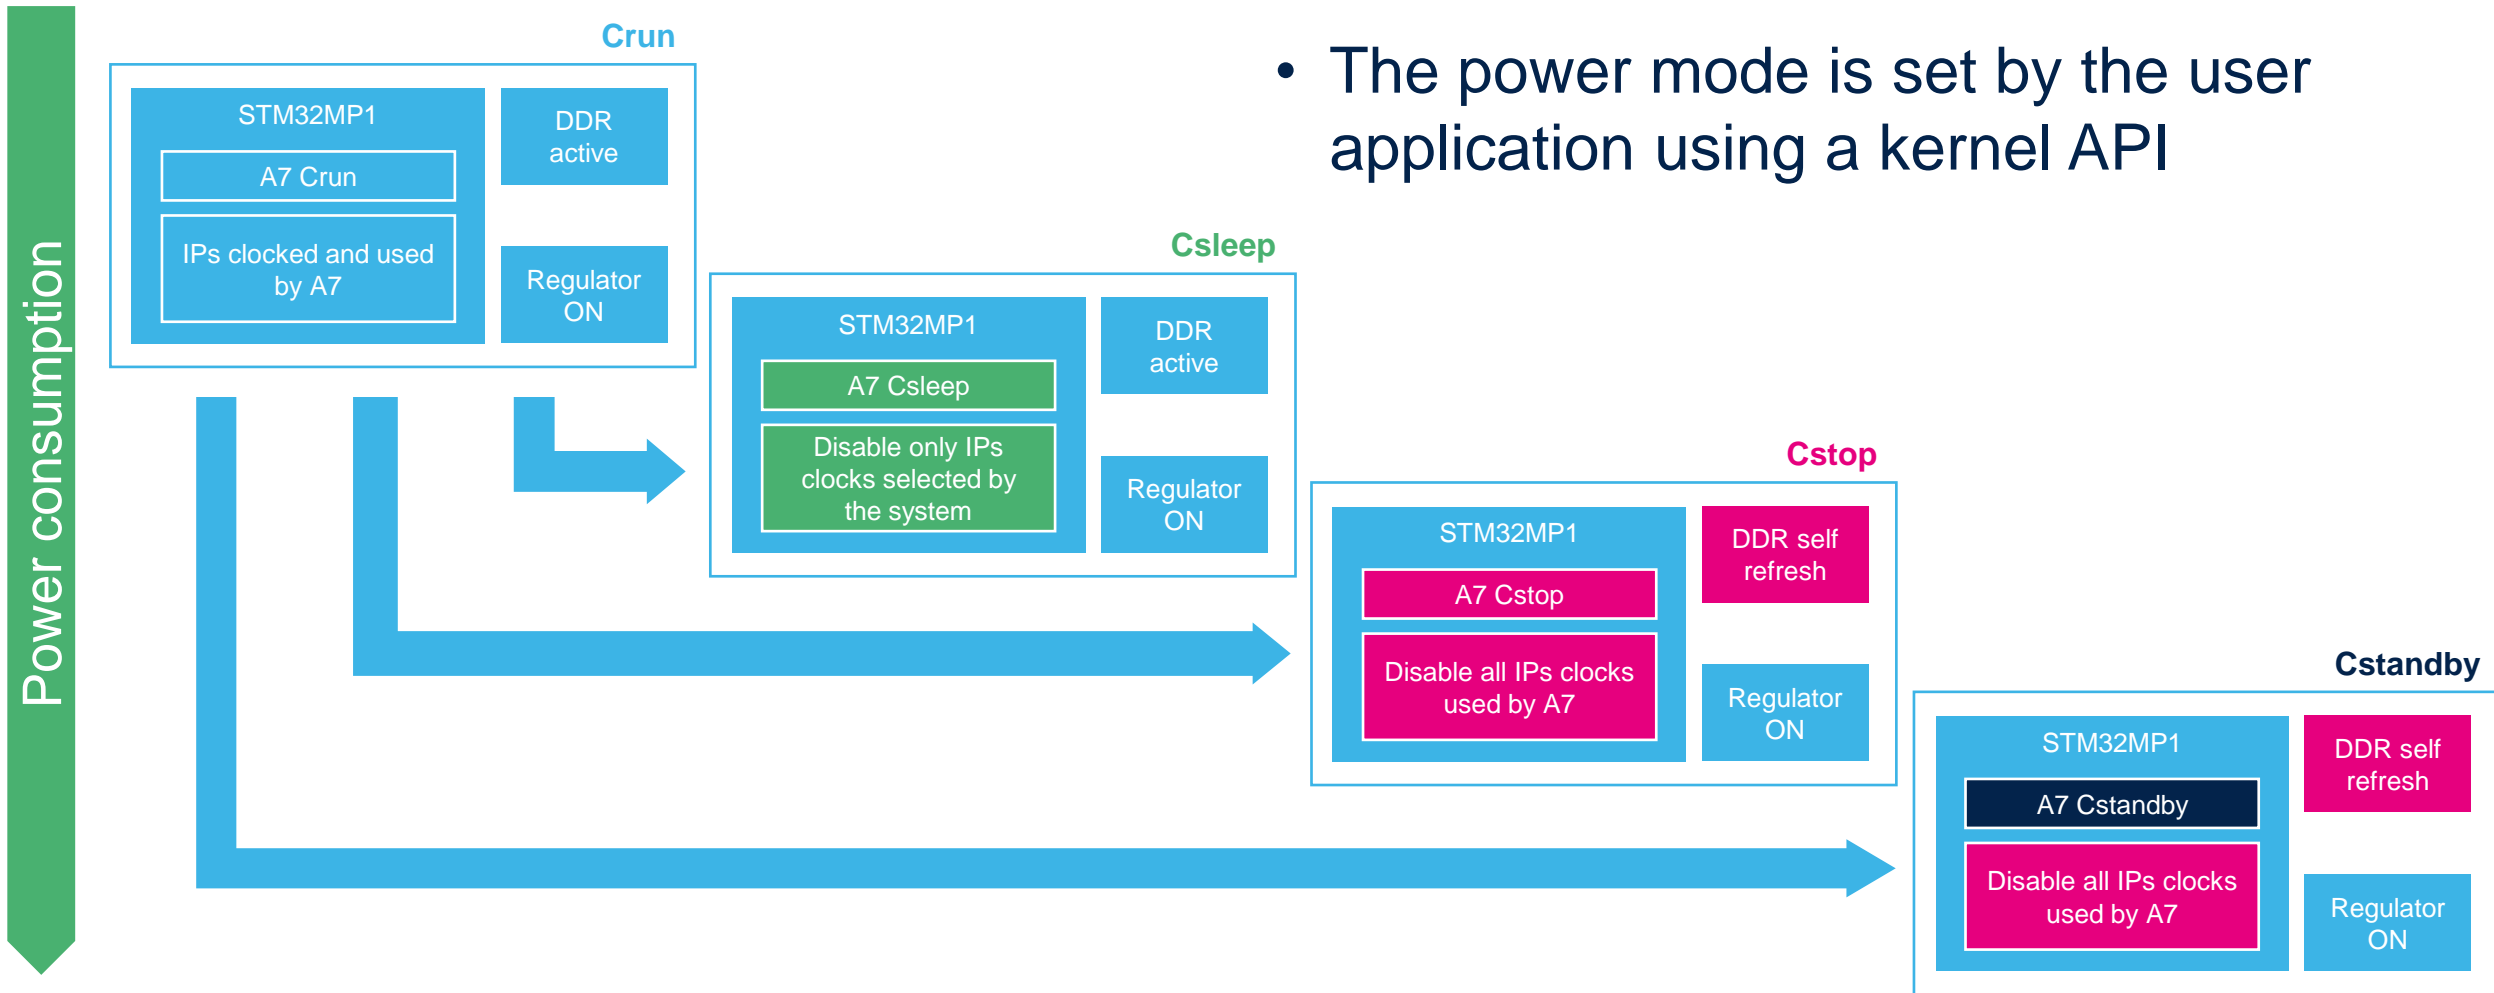 Power consumption
Crun
STM32MP1
A7 Crun
IPs clocked and used
by A7
DDR
active
Regulator
ON
• The power mode is set by the user
application using a kernel API
Csleep
STM32MP1
A7 Csleep
Disable only IPs
clocks selected by
the system
DDR
active
Regulator
ON
Cstop
STM32MP1
A7 Cstop
Disable all IPs clocks
used by A7
DDR self
refresh
Regulator
ON
Cstandby
STM32MP1
A7 Cstandby
Disable all IPs clocks
used by A7
DDR self
refresh
Regulator
ON